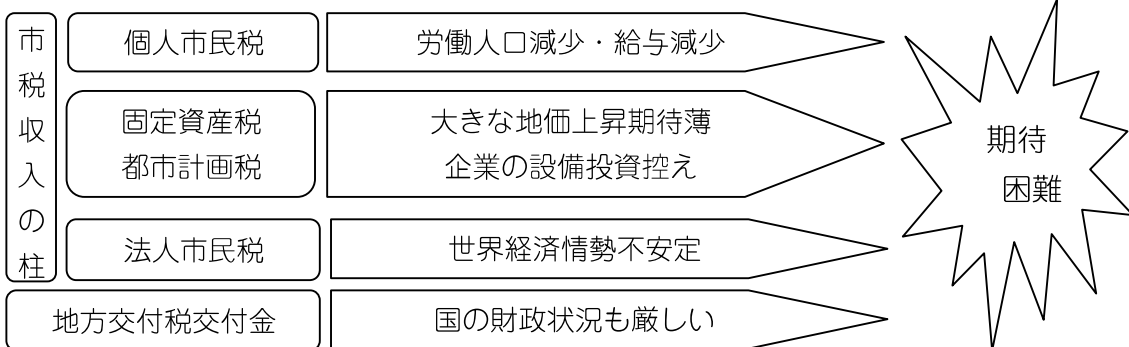 市税収入の柱
個人市民税
労働人口減少・給与減少
固定資産税
都市計画税
大きな地価上昇期待薄
企業の設備投資控え
法人市民税
世界経済情勢不安定
地方交付税交付金
国の財政状況も厳しい
期待
困難